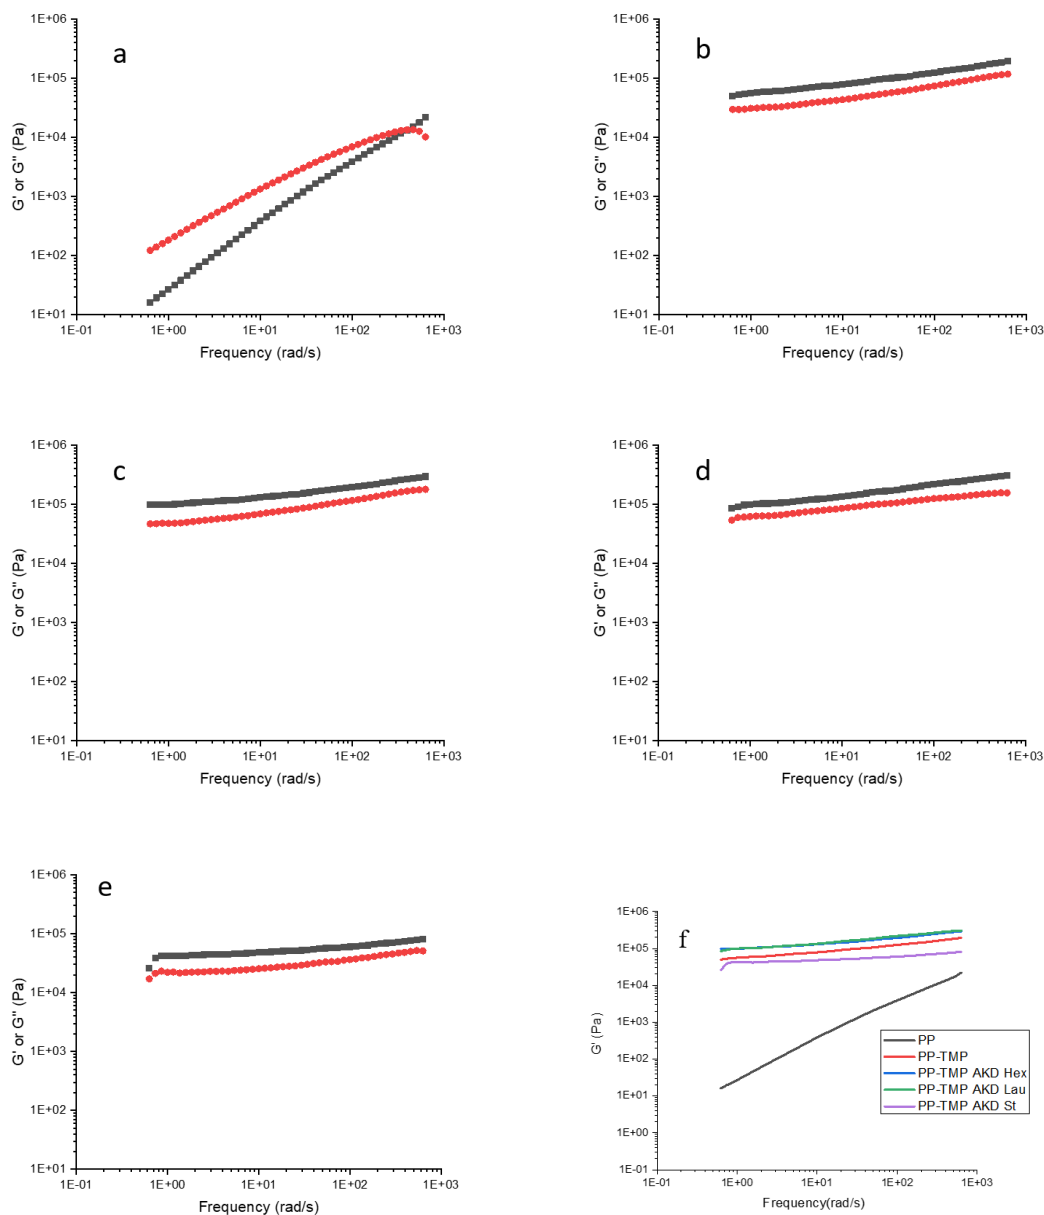 a
1E+06
1E+05
1E+04
1E+03
1E+02
1E+01
G' or G'' (Pa)
1E-01 1E+00 1E+01 1E+02 1E+03
Frequency (rad/s)
b
1E+06
1E+05
1E+04
1E+03
1E+02
1E+01
G' or G'' (Pa)
1E-01 1E+00 1E+01 1E+02 1E+03
Frequency (rad/s)
c
1E+06
1E+05
1E+04
1E+03
1E+02
1E+01
G' or G'' (Pa)
1E-01 1E+00 1E+01 1E+02 1E+03
Frequency (rad/s)
d
1E+06
1E+05
1E+04
1E+03
1E+02
1E+01
G' or G'' (Pa)
1E-01 1E+00 1E+01 1E+02 1E+03
Frequency (rad/s)
e
1E+06
1E+05
1E+04
1E+03
1E+02
1E+01
G' or G'' (Pa)
1E-01 1E+00 1E+01 1E+02 1E+03
Frequency (rad/s)
f
1E+06
1E+05
1E+04
1E+03
1E+02
1E+01
1E+00
1E-01
G' (Pa)
PP
PP-TMP
PP-TMP AKD Hex
PP-TMP AKD Lau
PP-TMP AKD St
1E-01 1E+00 1E+01 1E+02 1E+03
Frequency(rad/s)